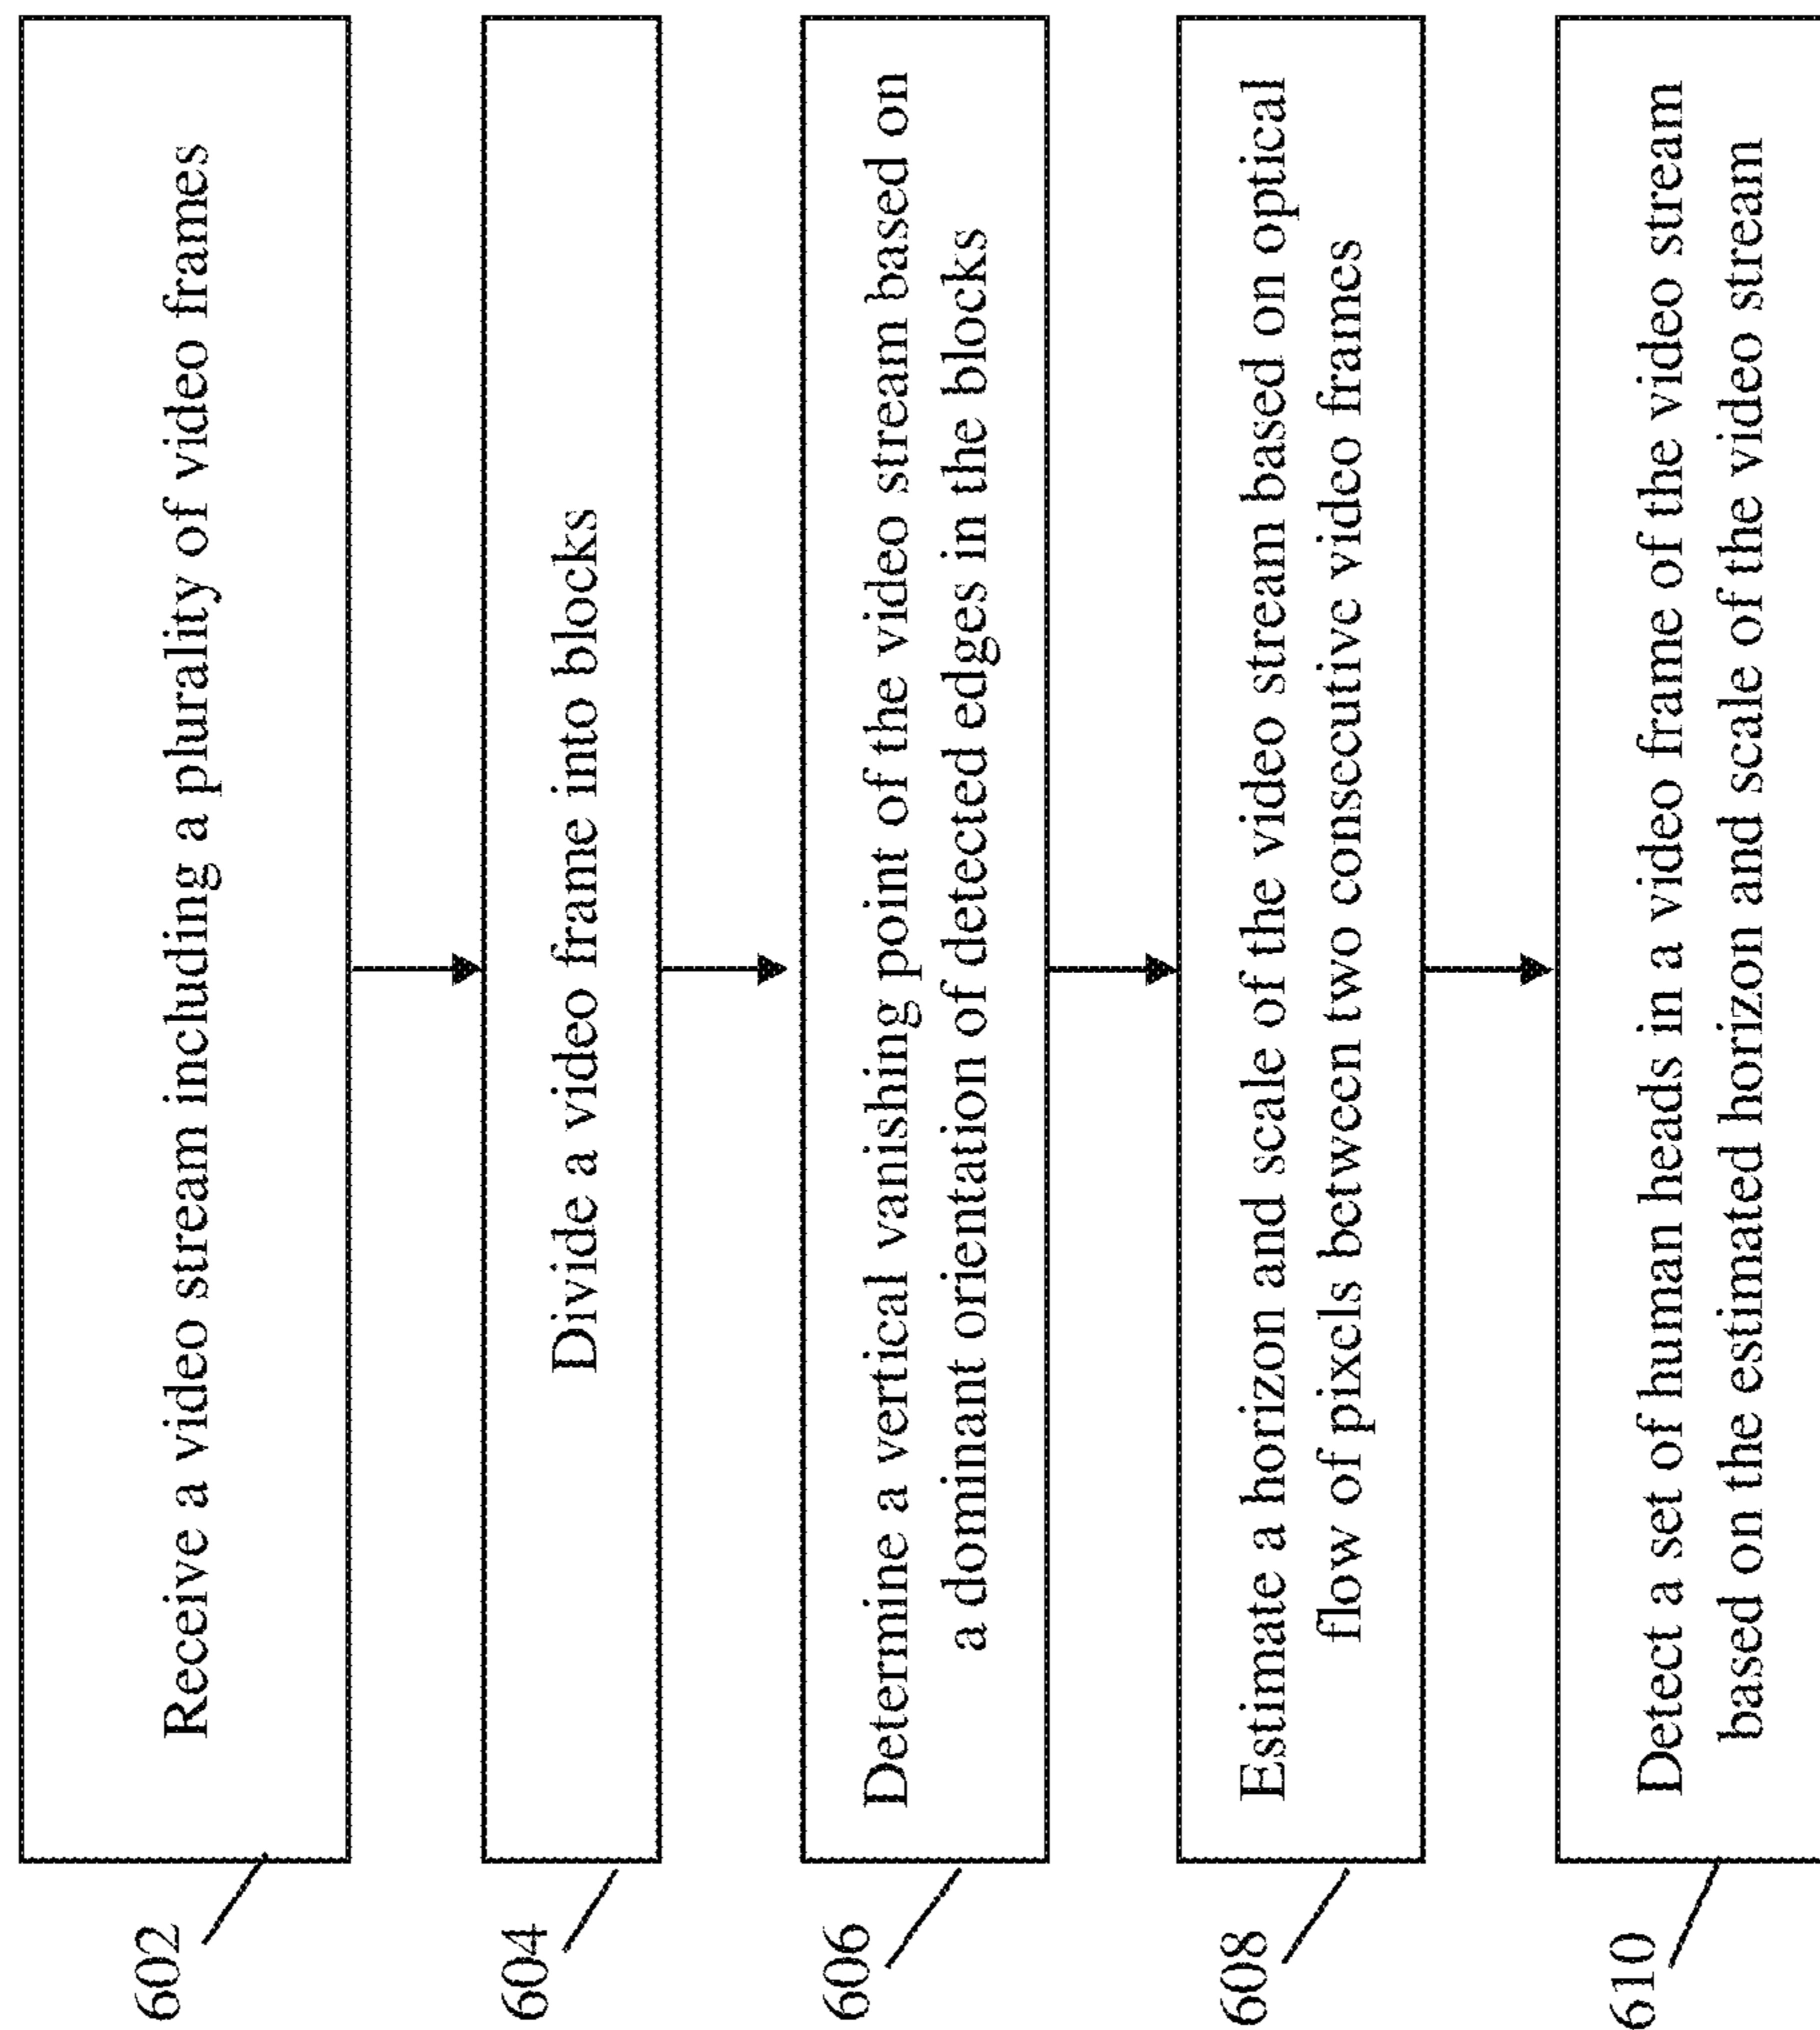 602
Receive a video stream including a plurality of video frames
604
Divide a video frame into blocks
606
Determine a vertical vanishing point of the video stream based on
a dominant orientation of detected edges in the blocks
608
Estimate a horizon and scale of the video stream based on optical
flow of pixels between two consecutive video frames
610
Detect a set of human heads in a video frame of the video stream
based on the estimated horizon and scale of the video stream